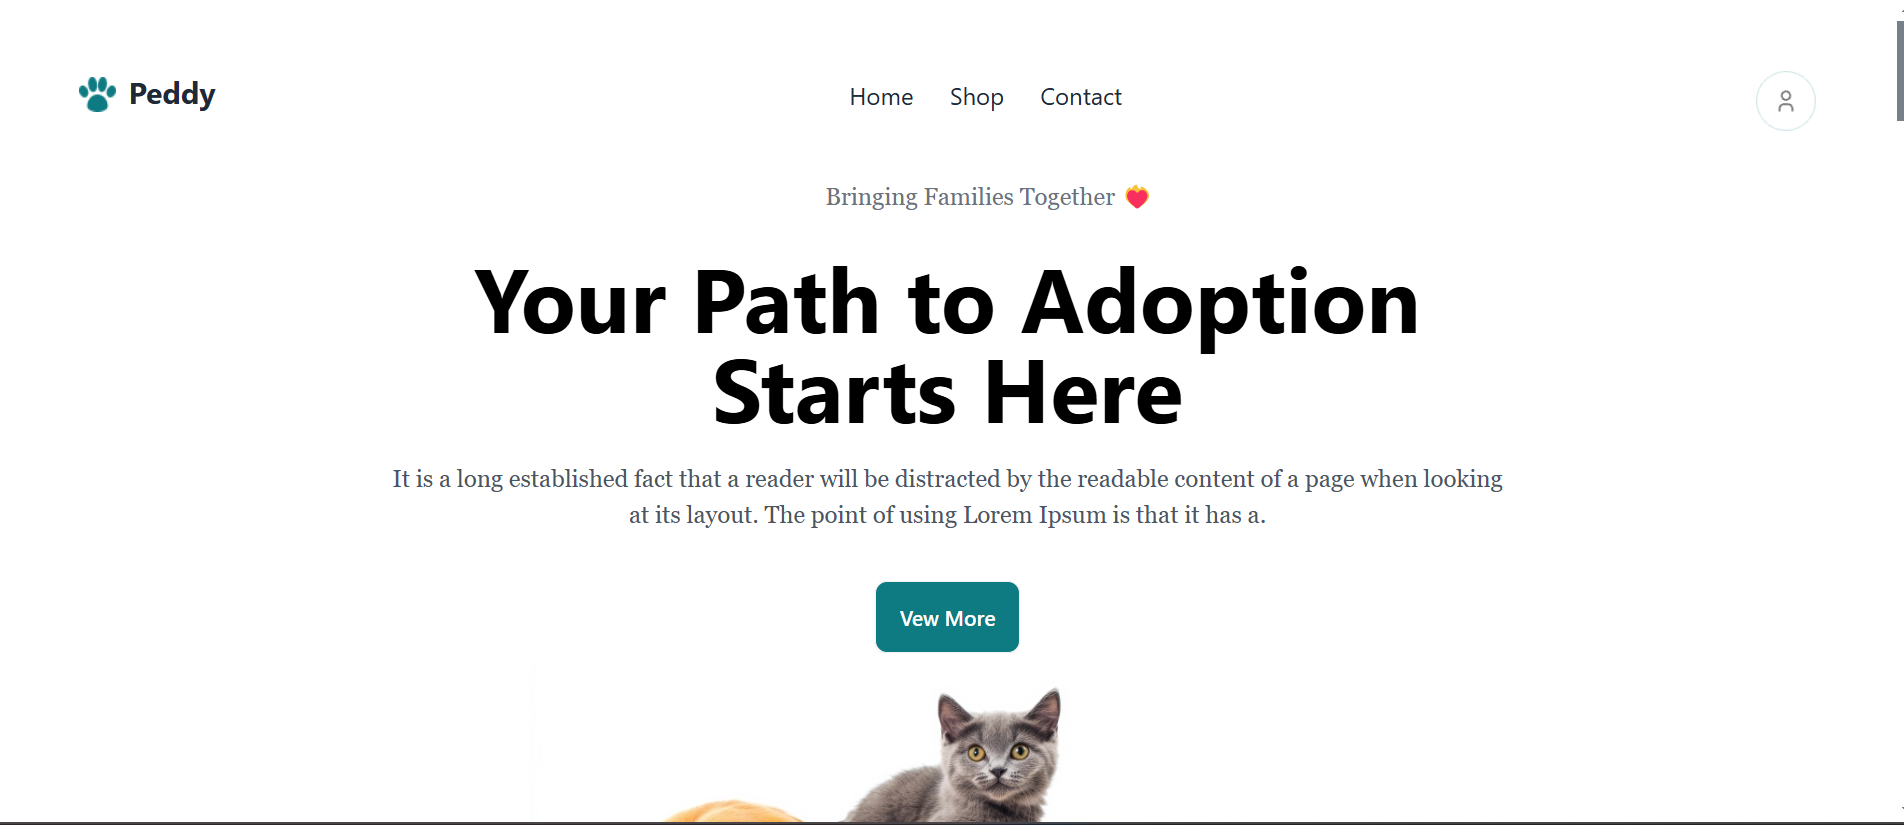 Peddy
Home Shop Contact
Bringing Families Together
Your Path to Adoption
Starts Here
It is a long established fact that a reader will be distracted by the readable content of a page when looking
at its layout. The point of using Lorem Ipsum is that it has a.
Vew More